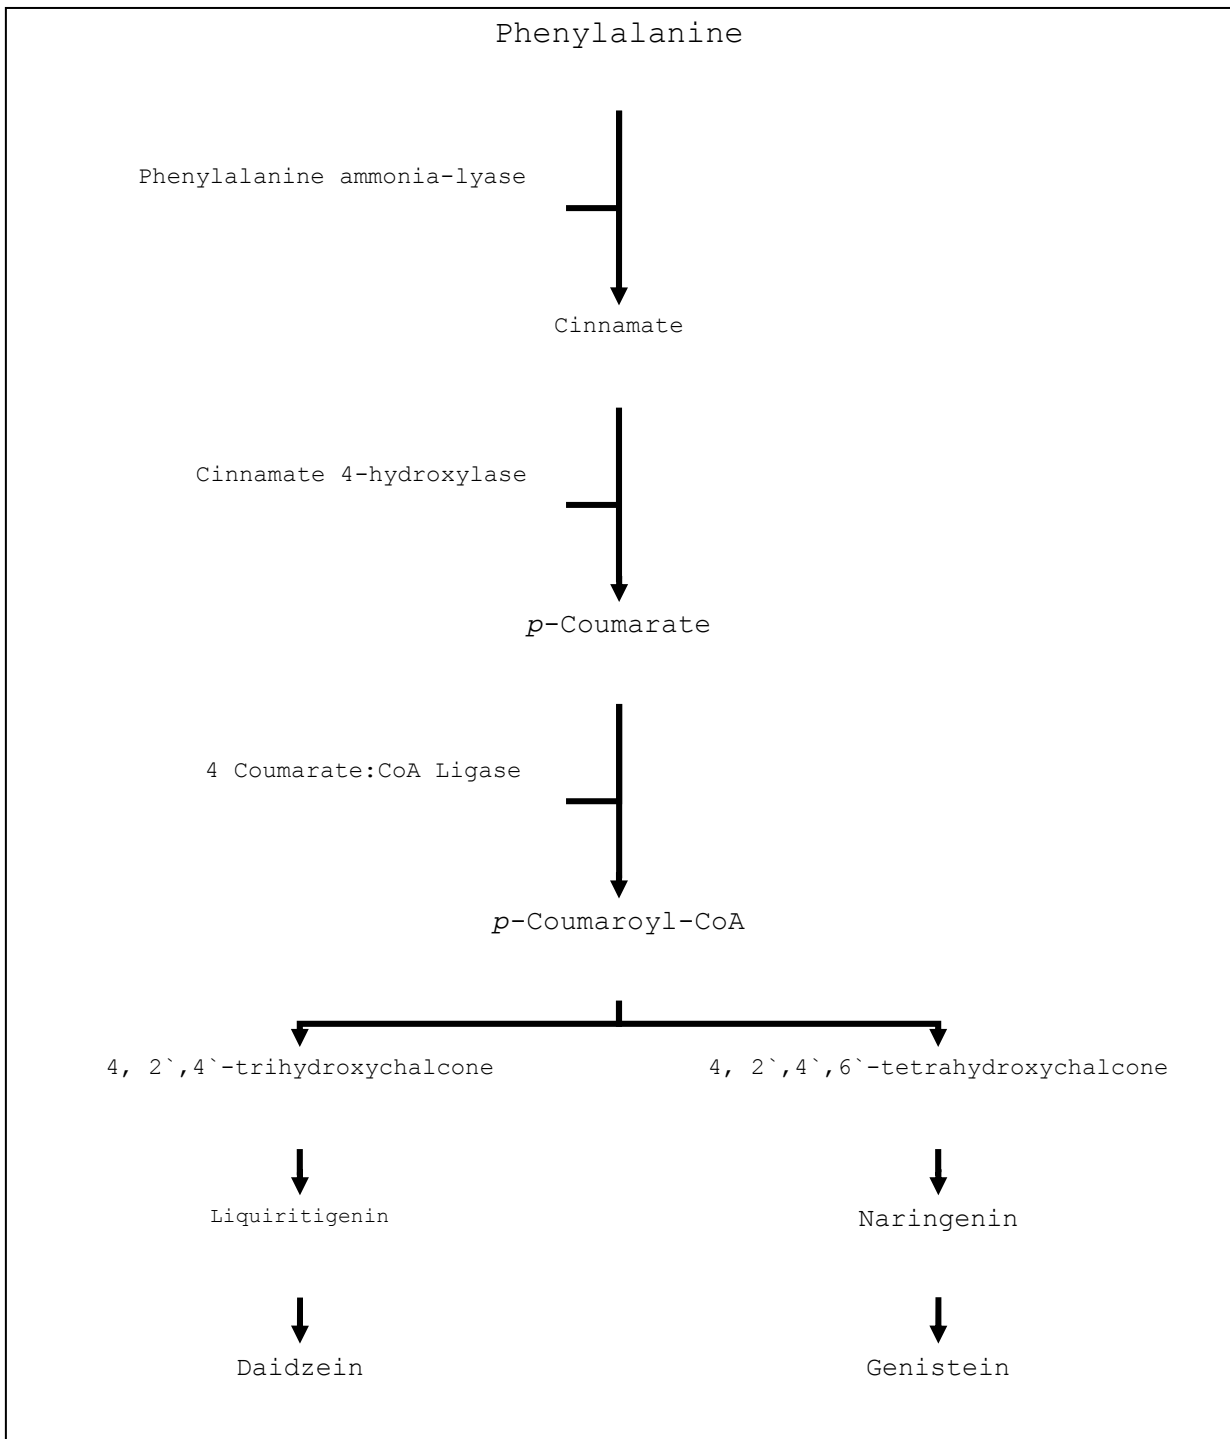 Phenylalanine
Phenylalanine ammonia-lyase
Cinnamate
Cinnamate 4-hydroxylase
p-Coumarate
4 Coumarate:CoA Ligase
p-Coumaroyl-CoA
4, 2`,4`-trihydroxychalcone
4, 2`,4`,6`-tetrahydroxychalcone
Liquiritigenin
Naringenin
Daidzein
Genistein